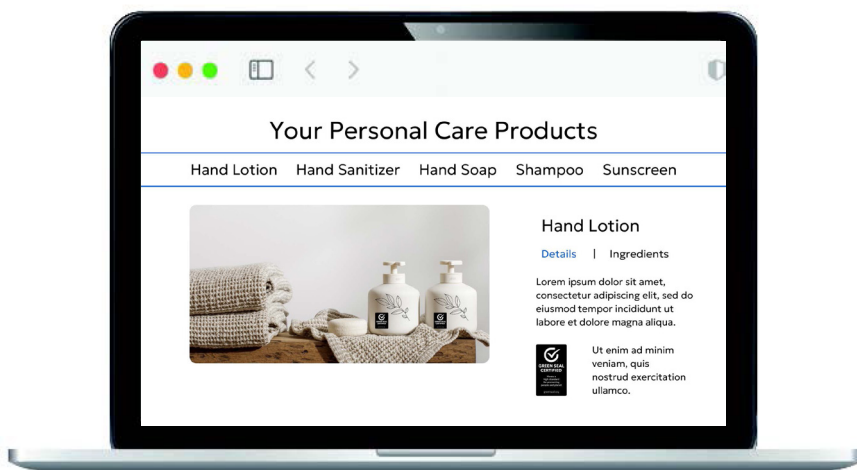 Your Personal Care Products
Hand Lotion Hand Sanitizer Hand Soap Shampoo Sunscreen
Hand Lotion
Details | Ingredients
Lorem ipsum dolor sit amet,
consectetur adipiscing elit, sed do
eiusmod tempor incididunt ut
labore et dolore magna aliqua.
GREEN SEAL
CERTIFIED
Ut enim ad minim
veniam, quis
nostrud exercitation
ullamco.